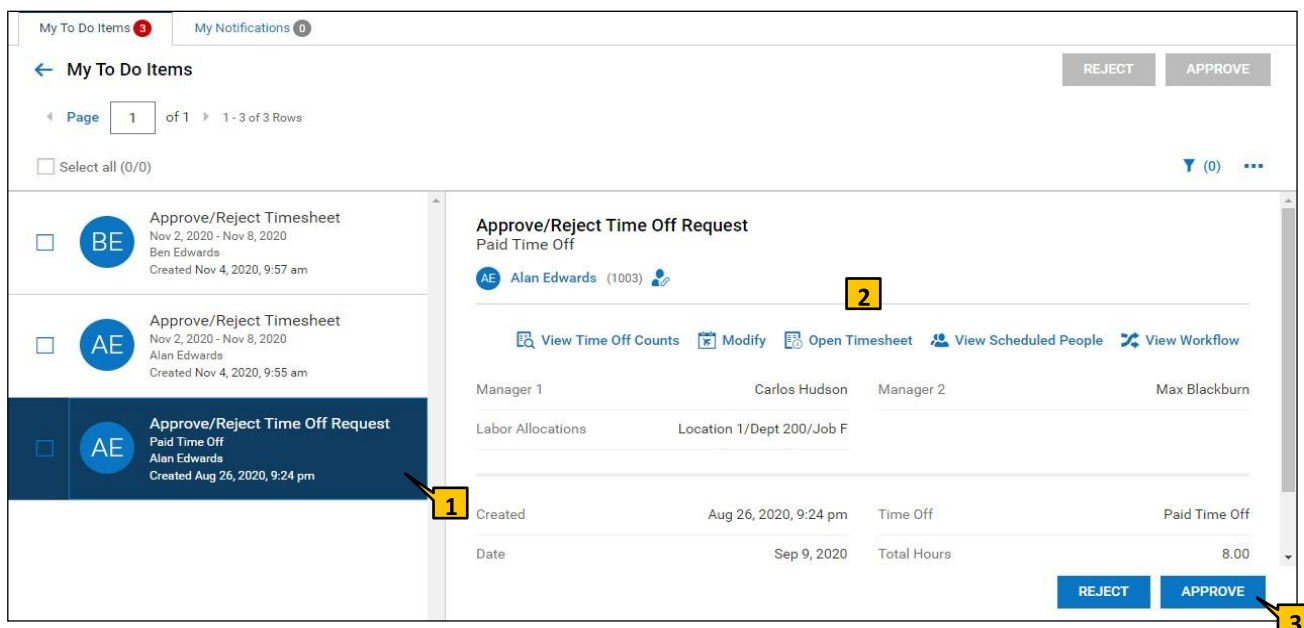 My To Do Items 3 My Notifications 0
← My To Do Items REJECT APPROVE
Page 1 of 1 1 - 3 of 3 Rows
Select all (0/0) (0)
BE
Approve/Reject Timesheet
Nov 2, 2020 - Nov 8, 2020
Ben Edwards
Created Nov 4, 2020, 9:57 am
AE
Approve/Reject Timesheet
Nov 2, 2020 - Nov 8, 2020
Alan Edwards
Created Nov 4, 2020, 9:55 am
AE
Approve/Reject Time Off Request
Paid Time Off
Alan Edwards
Created Aug 26, 2020, 9:24 pm
1
Approve/Reject Time Off Request
Paid Time Off
AE Alan Edwards (1003)
2
View Time Off Counts Modify Open Timesheet View Scheduled People View Workflow
Manager 1 Carlos Hudson Manager 2 Max Blackburn
Labor Allocations Location 1/Dept 200/Job F
Created Aug 26, 2020, 9:24 pm Time Off Paid Time Off
Date Sep 9, 2020 Total Hours 8.00
REJECT APPROVE
3